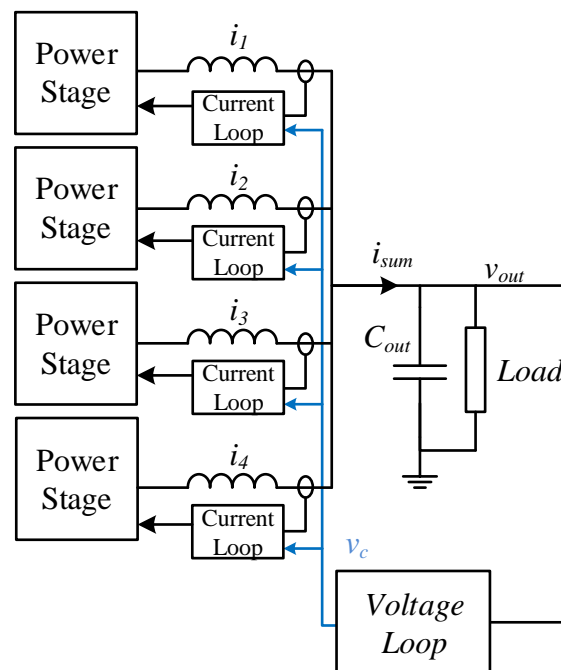 Power
Stage
i1
Current
Loop
Power
Stage
i2
Current
Loop
isum
vout
Power
Stage
i3
Current
Loop
Cout
Load
Power
Stage
i4
Current
Loop
vc
Voltage
Loop